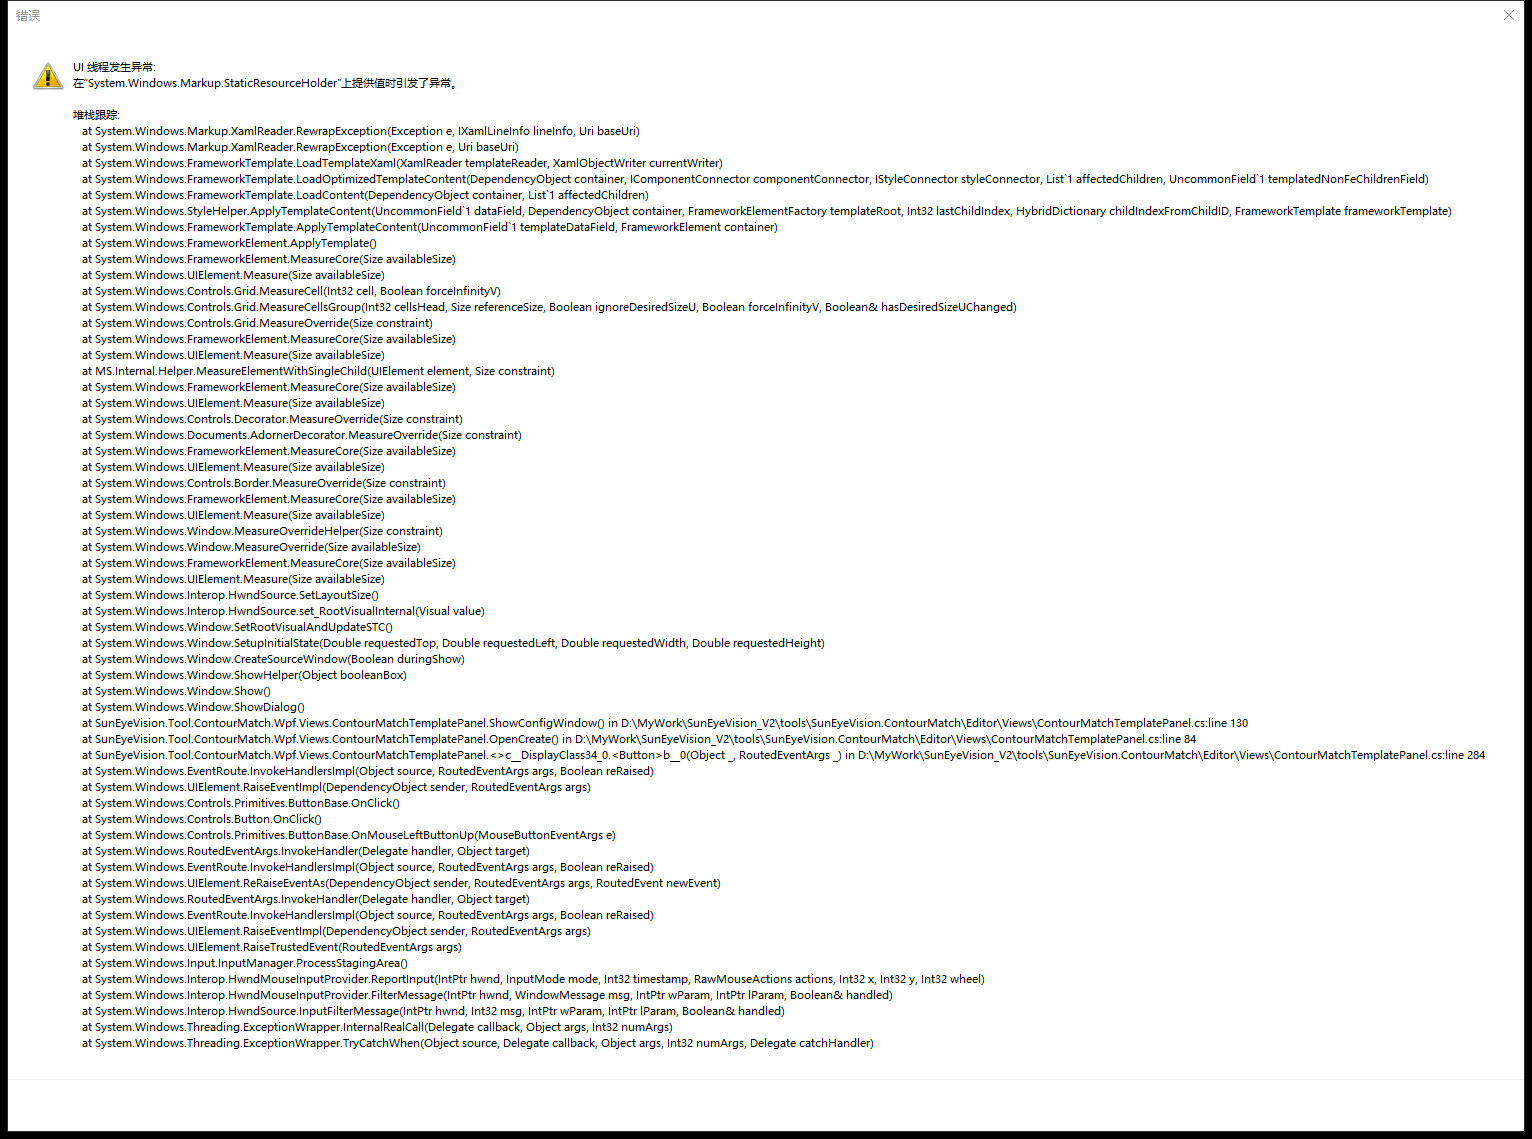 错误
UI 线程发生异常:
在"System.Windows.Markup.StaticResourceHolder"上提供值时引发了异常。
堆栈跟踪:
at System.Windows.Markup.XamlReader.RewrapException(Exception e, IXamlLineInfo lineInfo, Uri baseUri)
at System.Windows.Markup.XamlReader.RewrapException(Exception e, Uri baseUri)
at System.Windows.FrameworkTemplate.LoadTemplateXaml(XamlReader templateReader, XamlObjectWriter currentWriter)
at System.Windows.FrameworkTemplate.LoadOptimizedTemplateContent(DependencyObject container, IComponentConnector componentConnector, IStyleConnector styleConnector, List`1 affectedChildren, UncommonField`1 templatedNonFeChildrenField)
at System.Windows.FrameworkTemplate.LoadContent(DependencyObject container, List`1 affectedChildren)
at System.Windows.StyleHelper.ApplyTemplateContent(UncommonField`1 dataField, DependencyObject container, FrameworkElementFactory templateRoot, Int32 lastChildIndex, HybridDictionary childIndexFromChildID, FrameworkTemplate frameworkTemplate)
at System.Windows.FrameworkTemplate.ApplyTemplateContent(UncommonField`1 templateDataField, FrameworkElement container)
at System.Windows.FrameworkElement.ApplyTemplate()
at System.Windows.FrameworkElement.MeasureCore(Size availableSize)
at System.Windows.UIElement.Measure(Size availableSize)
at System.Windows.Controls.Grid.MeasureCell(Int32 cell, Boolean forceInfinityV)
at System.Windows.Controls.Grid.MeasureCellsGroup(Int32 cellsHead, Size referenceSize, Boolean ignoreDesiredSizeU, Boolean forceInfinityV, Boolean& hasDesiredSizeUChanged)
at System.Windows.Controls.Grid.MeasureOverride(Size constraint)
at System.Windows.FrameworkElement.MeasureCore(Size availableSize)
at System.Windows.UIElement.Measure(Size availableSize)
at MS.Internal.Helper.MeasureElementWithSingleChild(UIElement element, Size constraint)
at System.Windows.FrameworkElement.MeasureCore(Size availableSize)
at System.Windows.UIElement.Measure(Size availableSize)
at System.Windows.Controls.Decorator.MeasureOverride(Size constraint)
at System.Windows.Documents.AdornerDecorator.MeasureOverride(Size constraint)
at System.Windows.FrameworkElement.MeasureCore(Size availableSize)
at System.Windows.UIElement.Measure(Size availableSize)
at System.Windows.Controls.Border.MeasureOverride(Size constraint)
at System.Windows.FrameworkElement.MeasureCore(Size availableSize)
at System.Windows.UIElement.Measure(Size availableSize)
at System.Windows.Window.MeasureOverrideHelper(Size constraint)
at System.Windows.Window.MeasureOverride(Size availableSize)
at System.Windows.FrameworkElement.MeasureCore(Size availableSize)
at System.Windows.UIElement.Measure(Size availableSize)
at System.Windows.Interop.HwndSource.SetLayoutSize()
at System.Windows.Interop.HwndSource.set_RootVisualInternal(Visual value)
at System.Windows.Window.SetRootVisualAndUpdateSTC()
at System.Windows.Window.SetupInitialState(Double requestedTop, Double requestedLeft, Double requestedWidth, Double requestedHeight)
at System.Windows.Window.CreateSourceWindow(Boolean duringShow)
at System.Windows.Window.ShowHelper(Object booleanBox)
at System.Windows.Window.Show()
at System.Windows.Window.ShowDialog()
at SunEyeVision.Tool.ContourMatch.Wpf.Views.ContourMatchTemplatePanel.ShowConfigWindow() in D:\MyWork\SunEyeVision_V2\tools\SunEyeVision.ContourMatch\Editor\Views\ContourMatchTemplatePanel.cs:line 130
at SunEyeVision.Tool.ContourMatch.Wpf.Views.ContourMatchTemplatePanel.OpenCreate() in D:\MyWork\SunEyeVision_V2\tools\SunEyeVision.ContourMatch\Editor\Views\ContourMatchTemplatePanel.cs:line 84
at SunEyeVision.Tool.ContourMatch.Wpf.Views.ContourMatchTemplatePanel.<>c__DisplayClass34_0.<Button>b__0(Object _, RoutedEventArgs _) in D:\MyWork\SunEyeVision_V2\tools\SunEyeVision.ContourMatch\Editor\Views\ContourMatchTemplatePanel.cs:line 284
at System.Windows.EventRoute.InvokeHandlersImpl(Object source, RoutedEventArgs args, Boolean reRaised)
at System.Windows.UIElement.RaiseEventImpl(DependencyObject sender, RoutedEventArgs args)
at System.Windows.Controls.Primitives.ButtonBase.OnClick()
at System.Windows.Controls.Button.OnClick()
at System.Windows.Controls.Primitives.ButtonBase.OnMouseLeftButtonUp(MouseButtonEventArgs e)
at System.Windows.RoutedEventArgs.InvokeHandler(Delegate handler, Object target)
at System.Windows.EventRoute.InvokeHandlersImpl(Object source, RoutedEventArgs args, Boolean reRaised)
at System.Windows.UIElement.ReRaiseEventAs(DependencyObject sender, RoutedEventArgs args, RoutedEvent newEvent)
at System.Windows.RoutedEventArgs.InvokeHandler(Delegate handler, Object target)
at System.Windows.EventRoute.InvokeHandlersImpl(Object source, RoutedEventArgs args, Boolean reRaised)
at System.Windows.UIElement.RaiseEventImpl(DependencyObject sender, RoutedEventArgs args)
at System.Windows.UIElement.RaiseTrustedEvent(RoutedEventArgs args)
at System.Windows.Input.InputManager.ProcessStagingArea()
at System.Windows.Interop.HwndMouseInputProvider.ReportInput(IntPtr hwnd, InputMode mode, Int32 timestamp, RawMouseActions actions, Int32 x, Int32 y, Int32 wheel)
at System.Windows.Interop.HwndMouseInputProvider.FilterMessage(IntPtr hwnd, WindowMessage msg, IntPtr wParam, IntPtr lParam, Boolean& handled)
at System.Windows.Interop.HwndSource.InputFilterMessage(IntPtr hwnd, Int32 msg, IntPtr wParam, IntPtr lParam, Boolean& handled)
at System.Windows.Threading.ExceptionWrapper.InternalRealCall(Delegate callback, Object args, Int32 numArgs)
at System.Windows.Threading.ExceptionWrapper.TryCatchWhen(Object source, Delegate callback, Object args, Int32 numArgs, Delegate catchHandler)